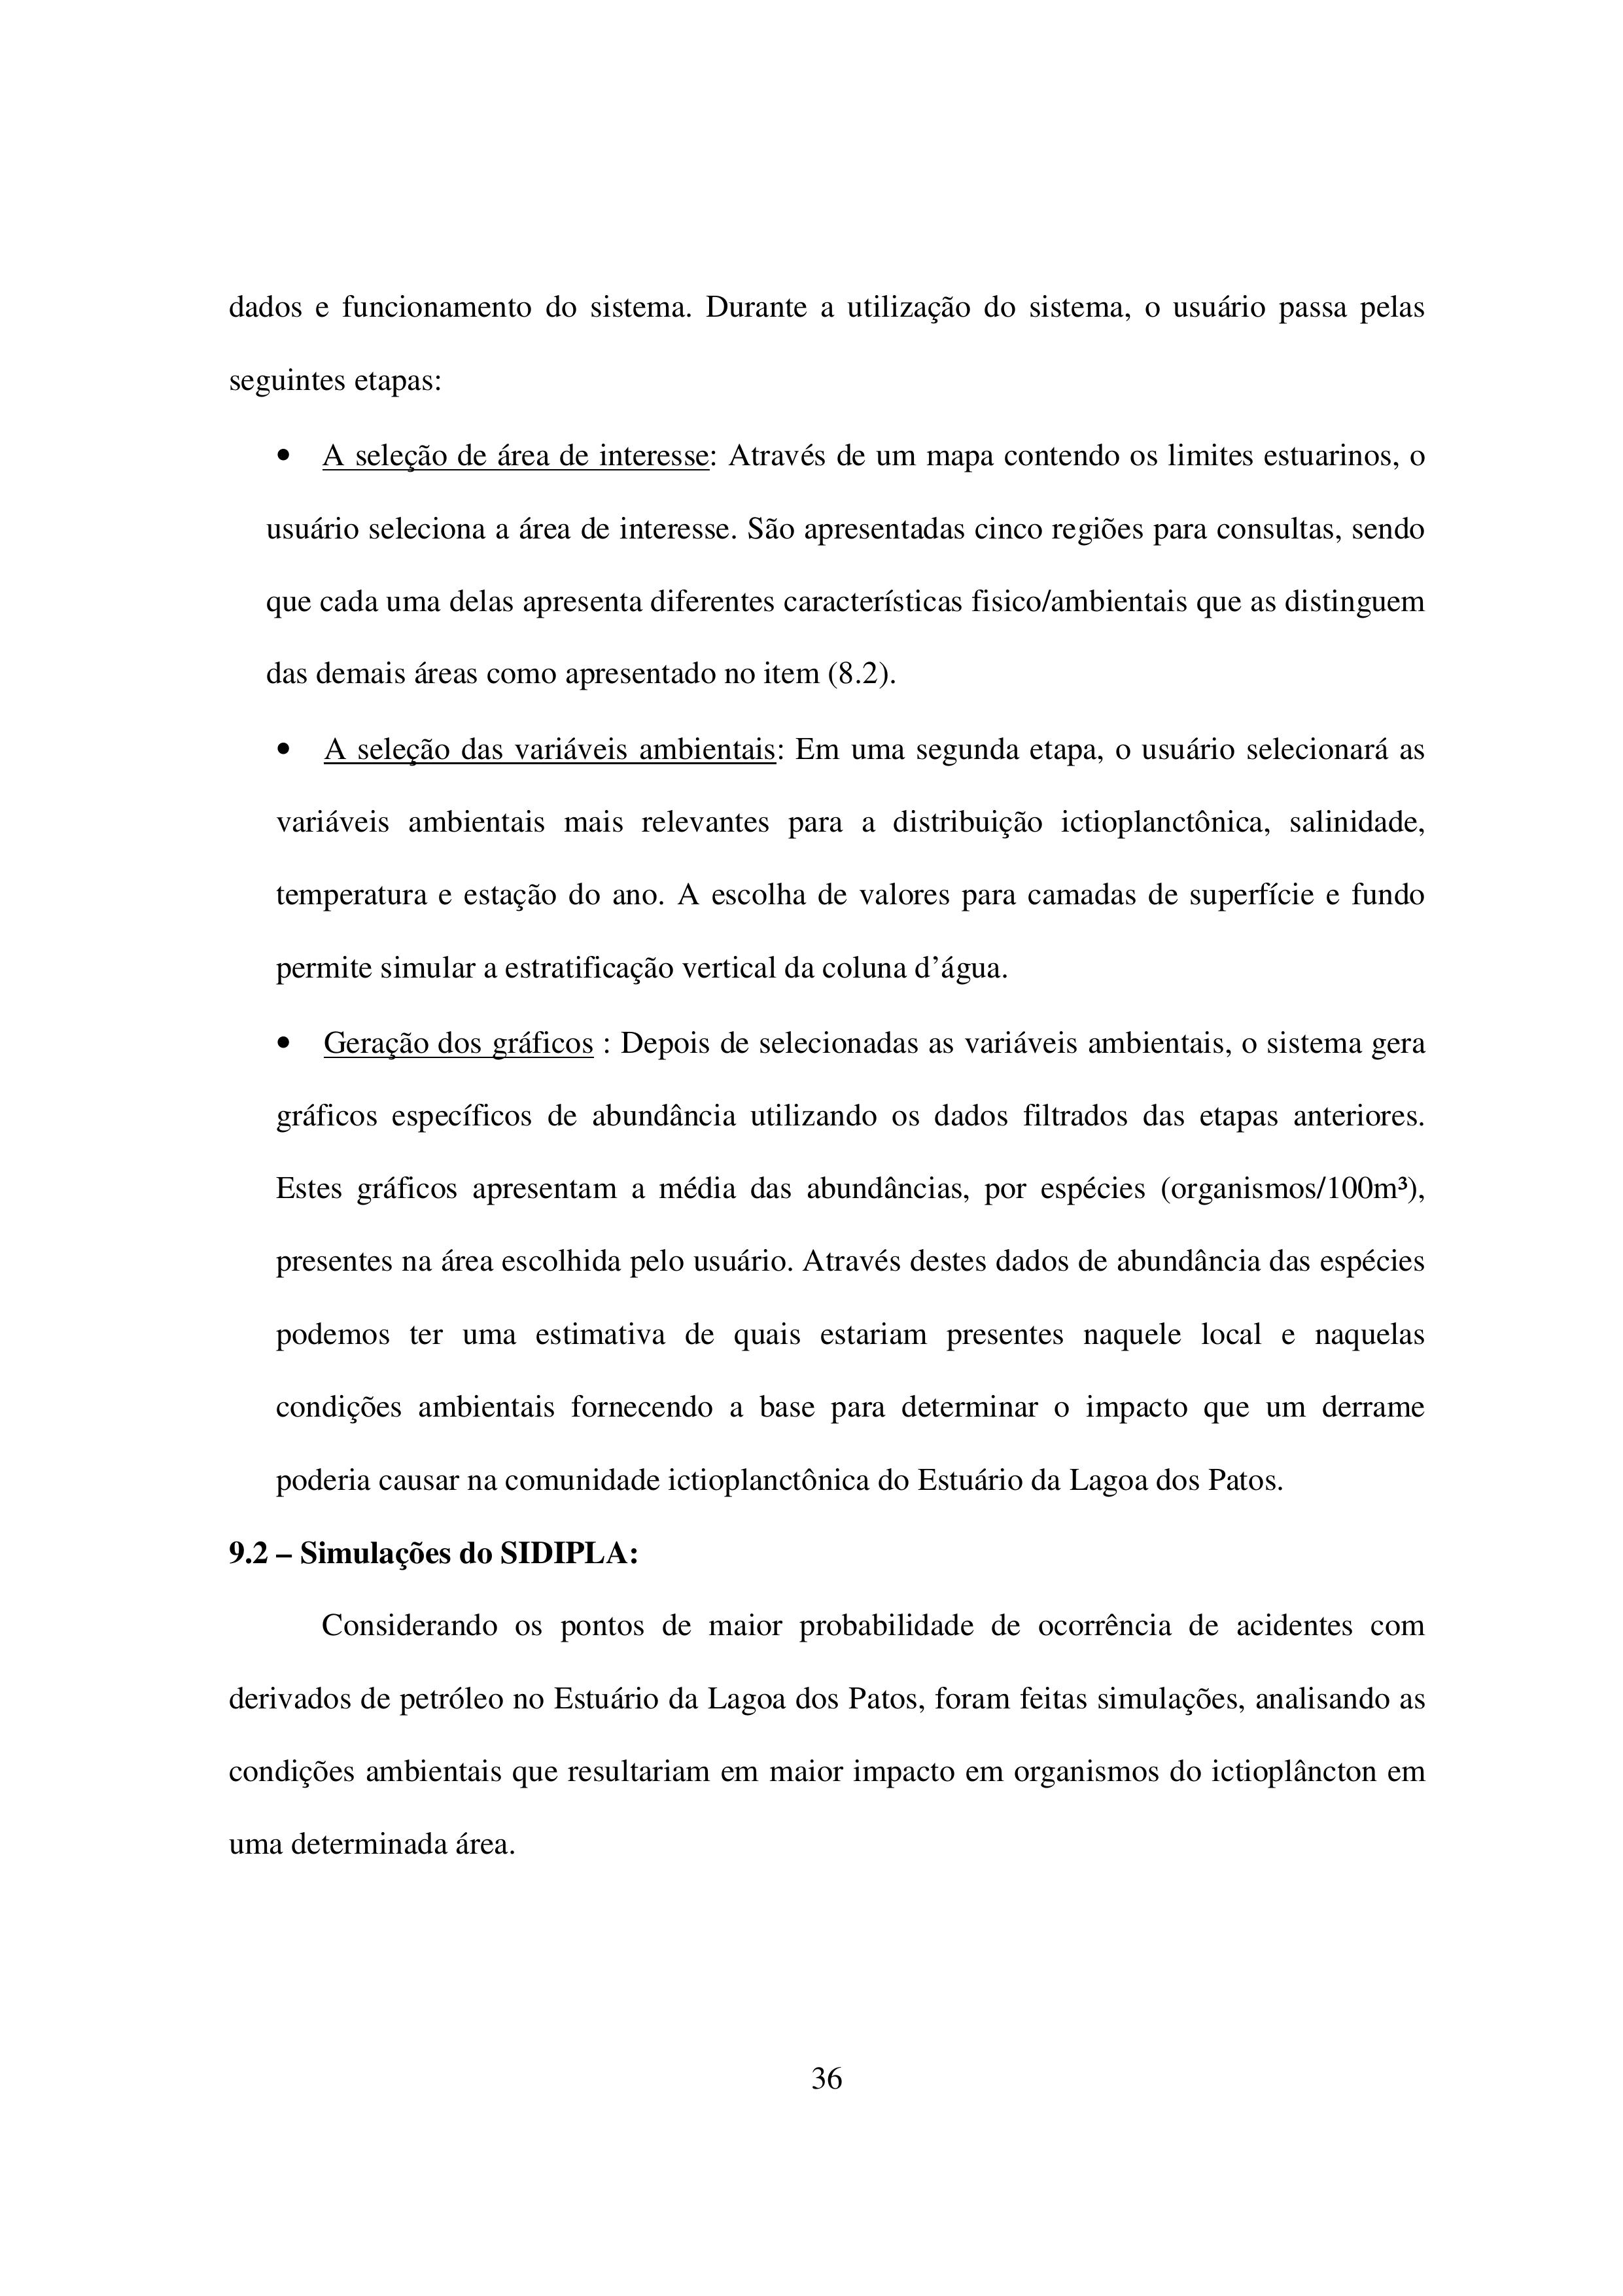 dados e funcionamento do sistema. Durante a utilização do sistema, o usuário passa pelas
seguintes etapas:
• A seleção de área de interesse: Através de um mapa contendo os limites estuarinos, o
usuário seleciona a área de interesse. São apresentadas cinco regiões para consultas, sendo
que cada uma delas apresenta diferentes características fisico/ambientais que as distinguem
das demais áreas como apresentado no item (8.2).
• A seleção das variáveis ambientais: Em uma segunda etapa, o usuário selecionará as
variáveis ambientais mais relevantes para a distribuição ictioplanctônica, salinidade,
temperatura e estação do ano. A escolha de valores para camadas de superfície e fundo
permite simular a estratificação vertical da coluna d’água.
• Geração dos gráficos : Depois de selecionadas as variáveis ambientais, o sistema gera
gráficos específicos de abundância utilizando os dados filtrados das etapas anteriores.
Estes gráficos apresentam a média das abundâncias, por espécies (organismos/100m³),
presentes na área escolhida pelo usuário. Através destes dados de abundância das espécies
podemos ter uma estimativa de quais estariam presentes naquele local e naquelas
condições ambientais fornecendo a base para determinar o impacto que um derrame
poderia causar na comunidade ictioplanctônica do Estuário da Lagoa dos Patos.
9.2 – Simulações do SIDIPLA:
Considerando os pontos de maior probabilidade de ocorrência de acidentes com
derivados de petróleo no Estuário da Lagoa dos Patos, foram feitas simulações, analisando as
condições ambientais que resultariam em maior impacto em organismos do ictioplâncton em
uma determinada área.
36